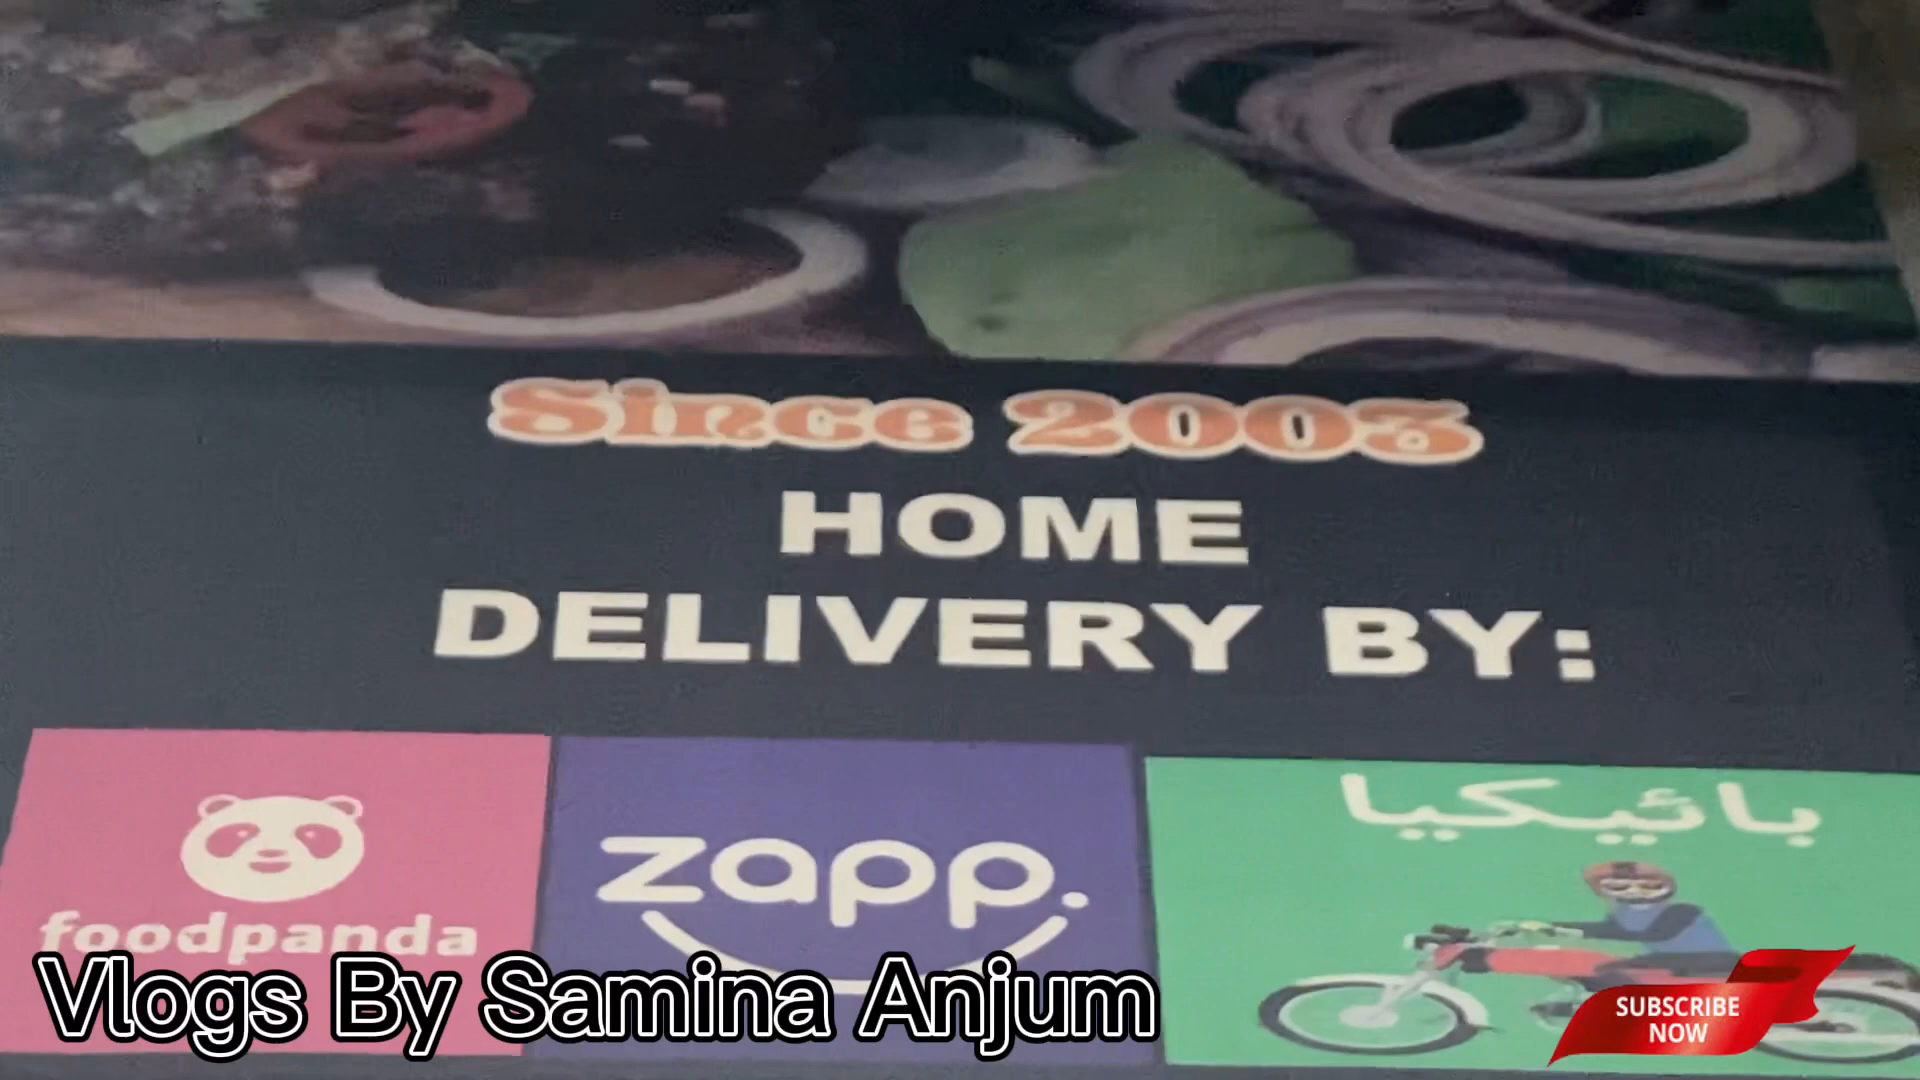 Since 2003
HOME
DELIVERY BY:
foodpanda
zapp.
بائیکیا
Vlogs By Samina Anjum
SUBSCRIBE
NOW